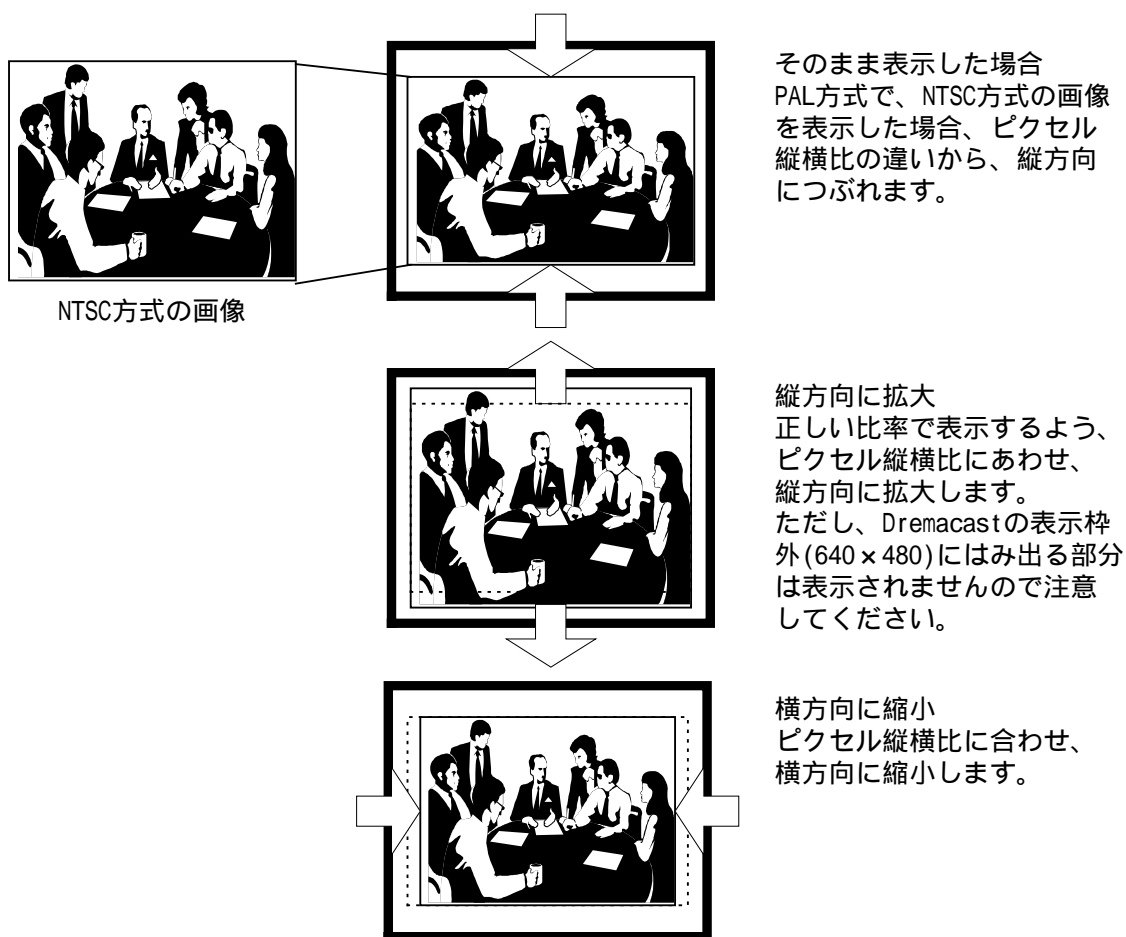 そのまま表示した場合
PAL方式で、NTSC方式の画像
を表示した場合、ピクセル
縦横比の違いから、縦方向
につぶれます。
NTSC方式の画像
縦方向に拡大
正しい比率で表示するよう、
ピクセル縦横比にあわせ、
縦方向に拡大します。
ただし、Dremacastの表示枠
外(640×480)にはみ出る部分
は表示されませんので注意
してください。
横方向に縮小
ピクセル縦横比に合わせ、
横方向に縮小します。